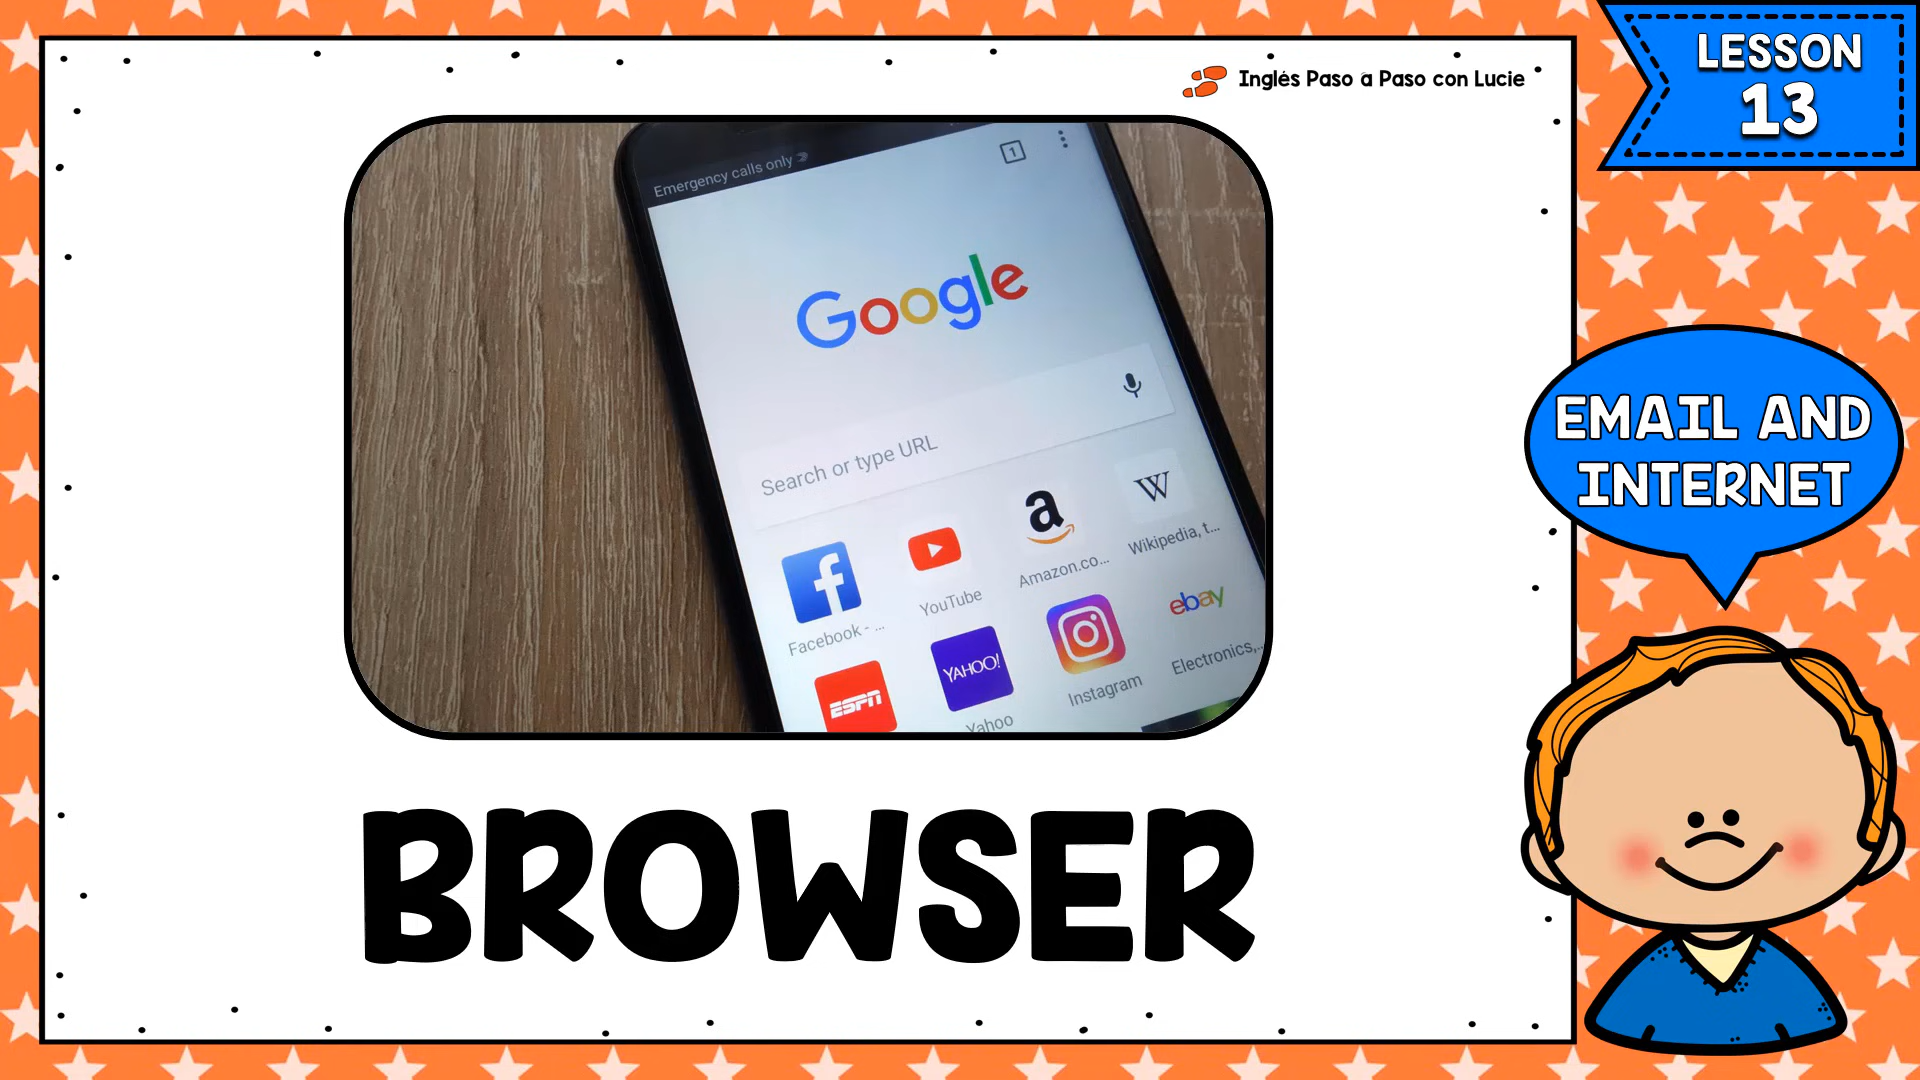 LESSON
13
Inglés Paso a Paso con Lucie
Emergency calls only
1
Google
Search or type URL
f
a
W
Facebook - ...
YouTube
Amazon.co...
Wikipedia, t...
ESPN
YAHOO!
ebay
Yahoo
Instagram
Electronics,...
EMAIL AND
INTERNET
BROWSER